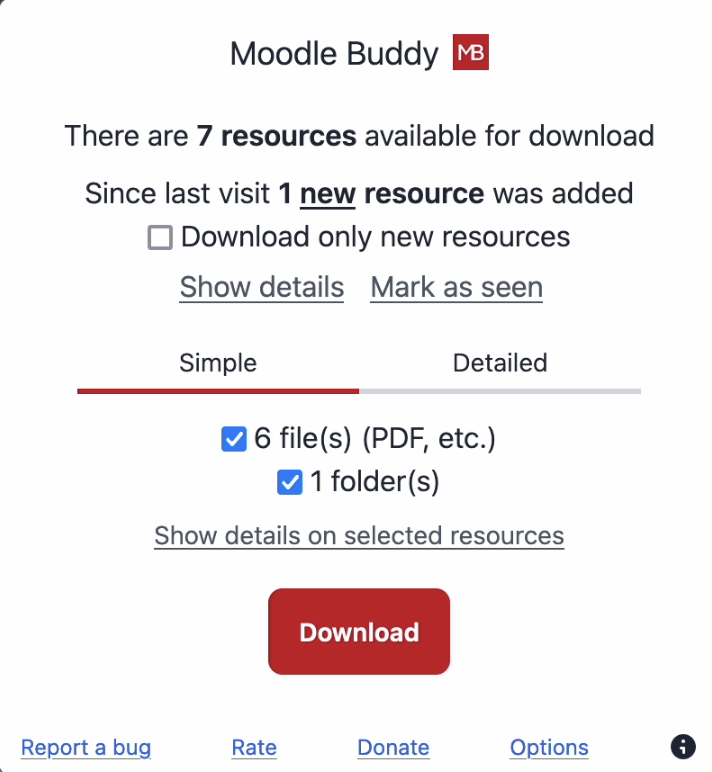 Moodle Buddy MB
There are 7 resources available for download
Since last visit 1 new resource was added
Download only new resources
Show details Mark as seen
Simple Detailed
6 file(s) (PDF, etc.)
1 folder(s)
Show details on selected resources
Download
Report a bug Rate Donate Options i